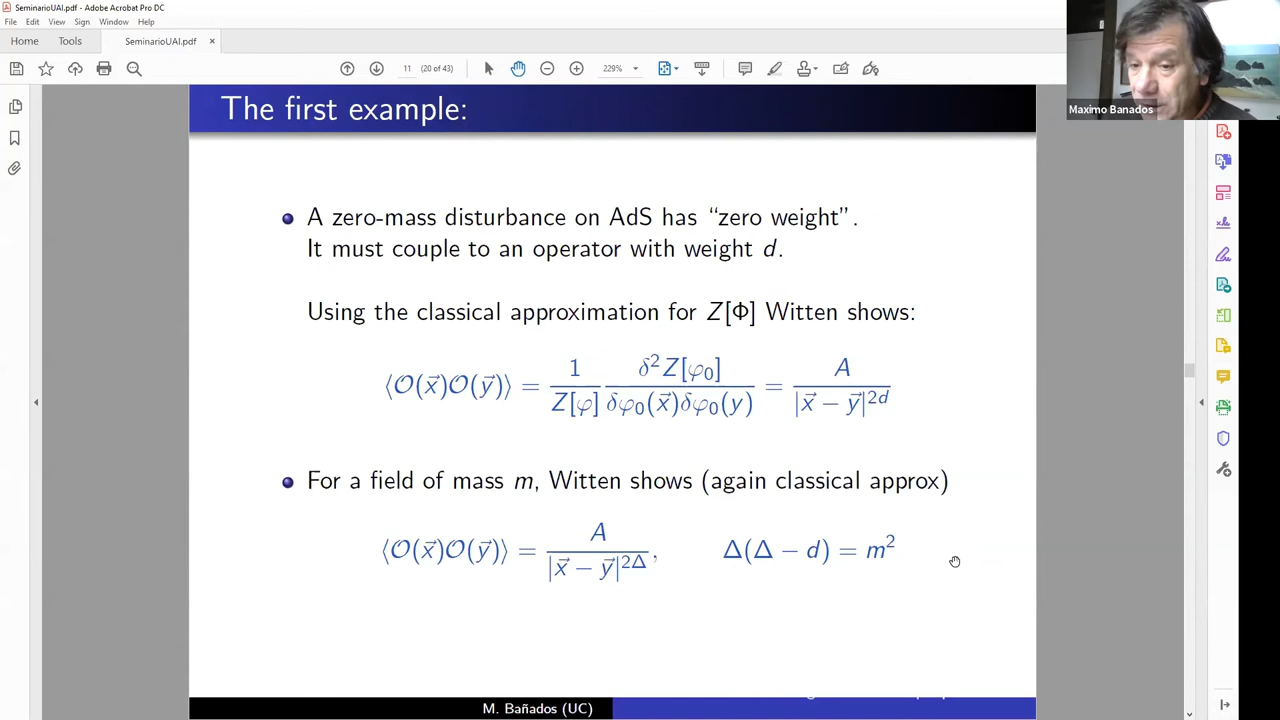 SeminarioUAI.pdf - Adobe Acrobat Pro DC
File Edit View Sign Window Help
Home Tools SeminarioUAI.pdf ×
11 (20 of 43) 229%
Maximo Banados
The first example:
A zero-mass disturbance on AdS has “zero weight”.
It must couple to an operator with weight d.
Using the classical approximation for Z[Φ] Witten shows:
⟨𝒪(x⃗)𝒪(y⃗)⟩ = 1/Z[φ] δ²Z[φ₀]/δφ₀(x⃗)δφ₀(y) = A/|x⃗ − y⃗|²ᵈ
For a field of mass m, Witten shows (again classical approx)
⟨𝒪(x⃗)𝒪(y⃗)⟩ = A/|x⃗ − y⃗|^{2Δ}, Δ(Δ − d) = m²
M. Bañados (UC)